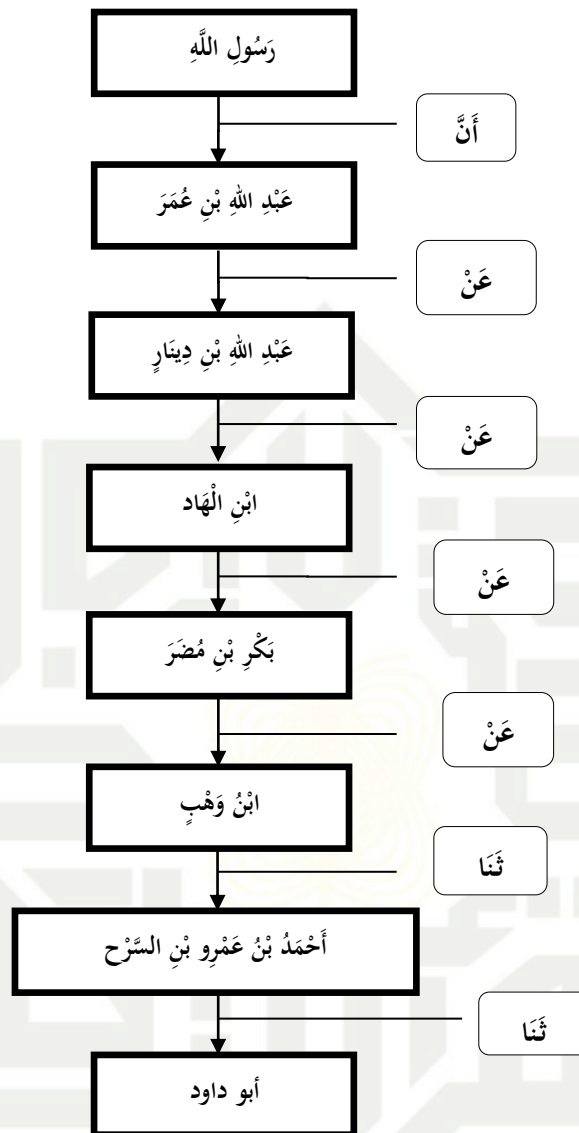 رَسُولِ اللَّهِ
أَنَّ
عَبْدِ اللهِ بْنِ عُمَرَ
عَنْ
عَبْدِ اللهِ بْنِ دِينَارٍ
عَنْ
ابْنِ الْهَاد
عَنْ
بَكْرِ بْنِ مُضَرَ
عَنْ
ابْنُ وَهْبٍ
ثَنَا
أَحْمَدُ بْنُ عَمْرِو بْنِ السَّرْح
ثَنَا
أبو داود